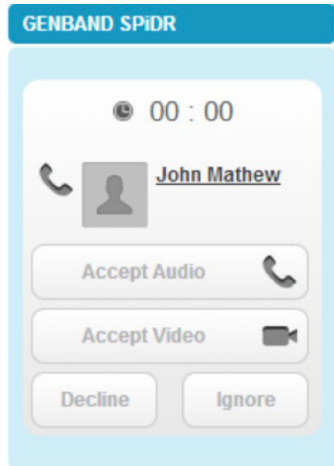 GENBAND SPiDR
00 : 00
John Mathew
Accept Audio
Accept Video
Decline Ignore